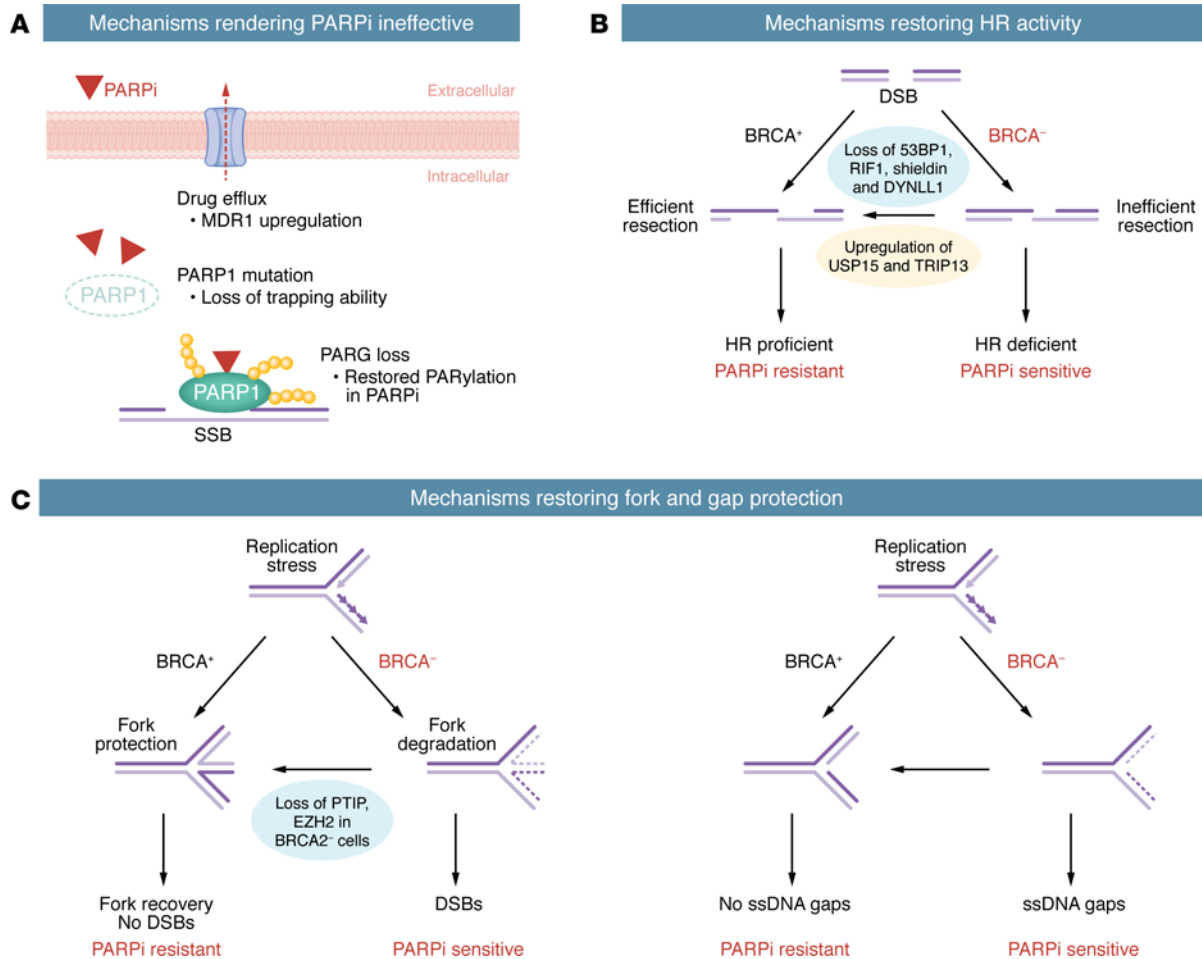 A
Mechanisms rendering PARPi ineffective
PARPi
Extracellular
Intracellular
Drug efflux
• MDR1 upregulation
PARP1
PARP1 mutation
• Loss of trapping ability
PARG loss
• Restored PARylation
in PARPi
PARP1
SSB
B
Mechanisms restoring HR activity
DSB
BRCA⁺
BRCA⁻
Loss of 53BP1,
RIF1, shieldin
and DYNLL1
Efficient
resection
Inefficient
resection
Upregulation of
USP15 and TRIP13
HR proficient
PARPi resistant
HR deficient
PARPi sensitive
C
Mechanisms restoring fork and gap protection
Replication
stress
BRCA⁺
BRCA⁻
Fork
protection
Fork
degradation
Loss of PTIP,
EZH2 in
BRCA2⁻ cells
Fork recovery
No DSBs
PARPi resistant
DSBs
PARPi sensitive
Replication
stress
BRCA⁺
BRCA⁻
No ssDNA gaps
PARPi resistant
ssDNA gaps
PARPi sensitive